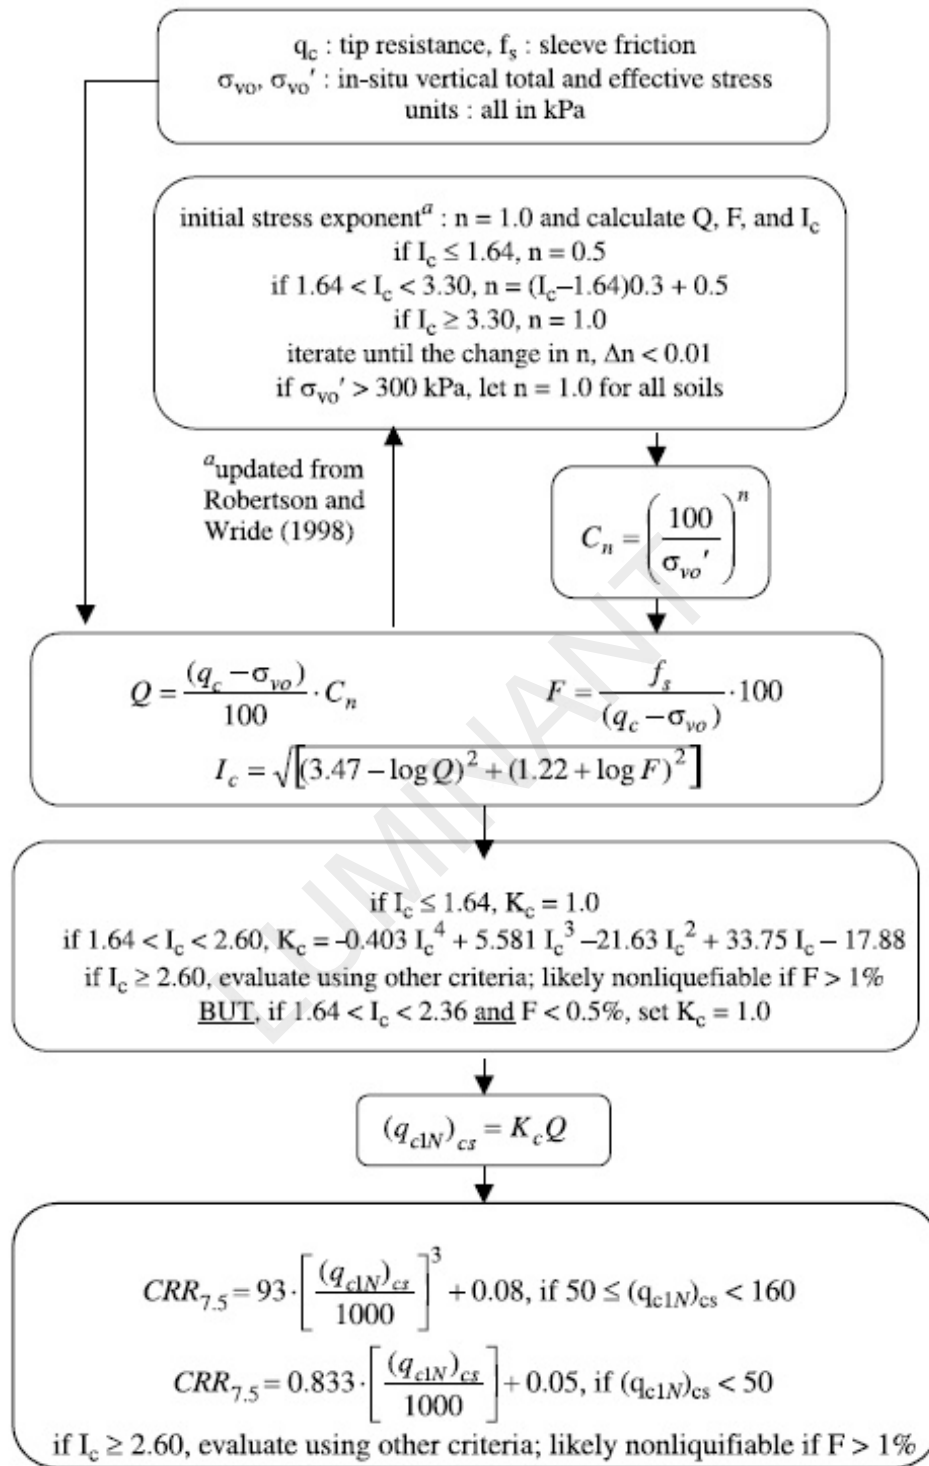 q_c : tip resistance, f_s : sleeve friction
σ_vo, σ_vo' : in-situ vertical total and effective stress
units : all in kPa
initial stress exponent^a : n = 1.0 and calculate Q, F, and I_c
if I_c ≤ 1.64, n = 0.5
if 1.64 < I_c < 3.30, n = (I_c–1.64)0.3 + 0.5
if I_c ≥ 3.30, n = 1.0
iterate until the change in n, Δn < 0.01
if σ_vo' > 300 kPa, let n = 1.0 for all soils
^a updated from
Robertson and
Wride (1998)
C_n = (100 / σ_vo')^n
Q = (q_c – σ_vo) / 100 · C_n
F = f_s / (q_c – σ_vo) · 100
I_c = √[(3.47 – log Q)^2 + (1.22 + log F)^2]
if I_c ≤ 1.64, K_c = 1.0
if 1.64 < I_c < 2.60, K_c = –0.403 I_c^4 + 5.581 I_c^3 –21.63 I_c^2 + 33.75 I_c – 17.88
if I_c ≥ 2.60, evaluate using other criteria; likely nonliquefiable if F > 1%
BUT, if 1.64 < I_c < 2.36 and F < 0.5%, set K_c = 1.0
(q_c1N)_cs = K_c Q
CRR_7.5 = 93 · [(q_c1N)_cs / 1000]^3 + 0.08, if 50 ≤ (q_c1N)_cs < 160
CRR_7.5 = 0.833 · [(q_c1N)_cs / 1000] + 0.05, if (q_c1N)_cs < 50
if I_c ≥ 2.60, evaluate using other criteria; likely nonliquifiable if F > 1%
LUMINANT